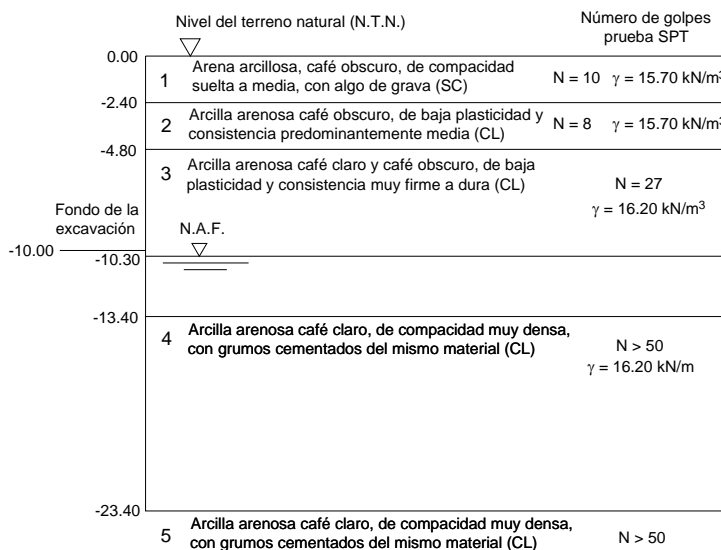 Nivel del terreno natural (N.T.N.)
Número de golpes
prueba SPT
0.00
1
Arena arcillosa, café obscuro, de compacidad
suelta a media, con algo de grava (SC)
N = 10 γ = 15.70 kN/m³
-2.40
2
Arcilla arenosa café obscuro, de baja plasticidad y
consistencia predominantemente media (CL)
N = 8 γ = 15.70 kN/m³
-4.80
3
Arcilla arenosa café claro y café obscuro, de baja
plasticidad y consistencia muy firme a dura (CL)
N = 27
γ = 16.20 kN/m³
Fondo de la
excavación
N.A.F.
-10.00
-10.30
-13.40
4
Arcilla arenosa café claro, de compacidad muy densa,
con grumos cementados del mismo material (CL)
N > 50
γ = 16.20 kN/m
-23.40
5
Arcilla arenosa café claro, de compacidad muy densa,
con grumos cementados del mismo material (CL)
N > 50